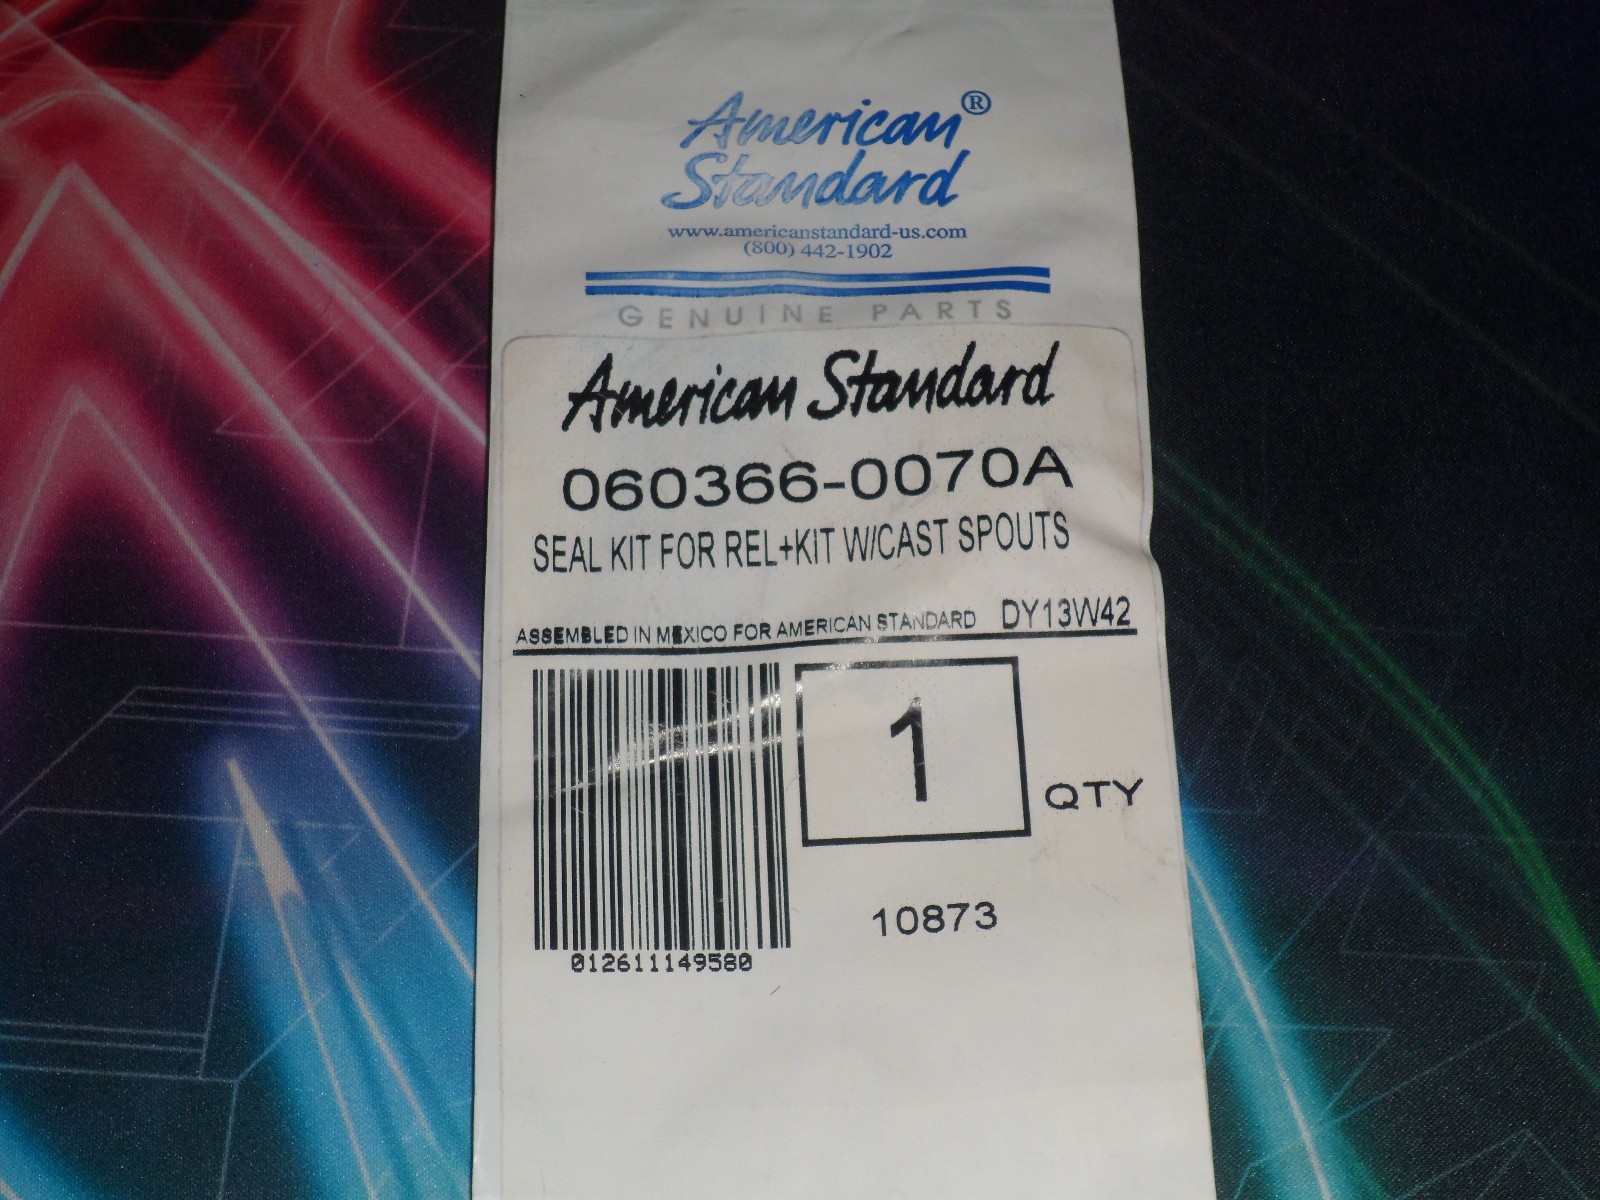 American®
Standard
www.americanstandard-us.com
(800) 442-1902
GENUINE PARTS
American Standard
060366-0070A
SEAL KIT FOR REL+KIT W/CAST SPOUTS
ASSEMBLED IN MEXICO FOR AMERICAN STANDARD DY13W42
1 QTY
10873
012611149580